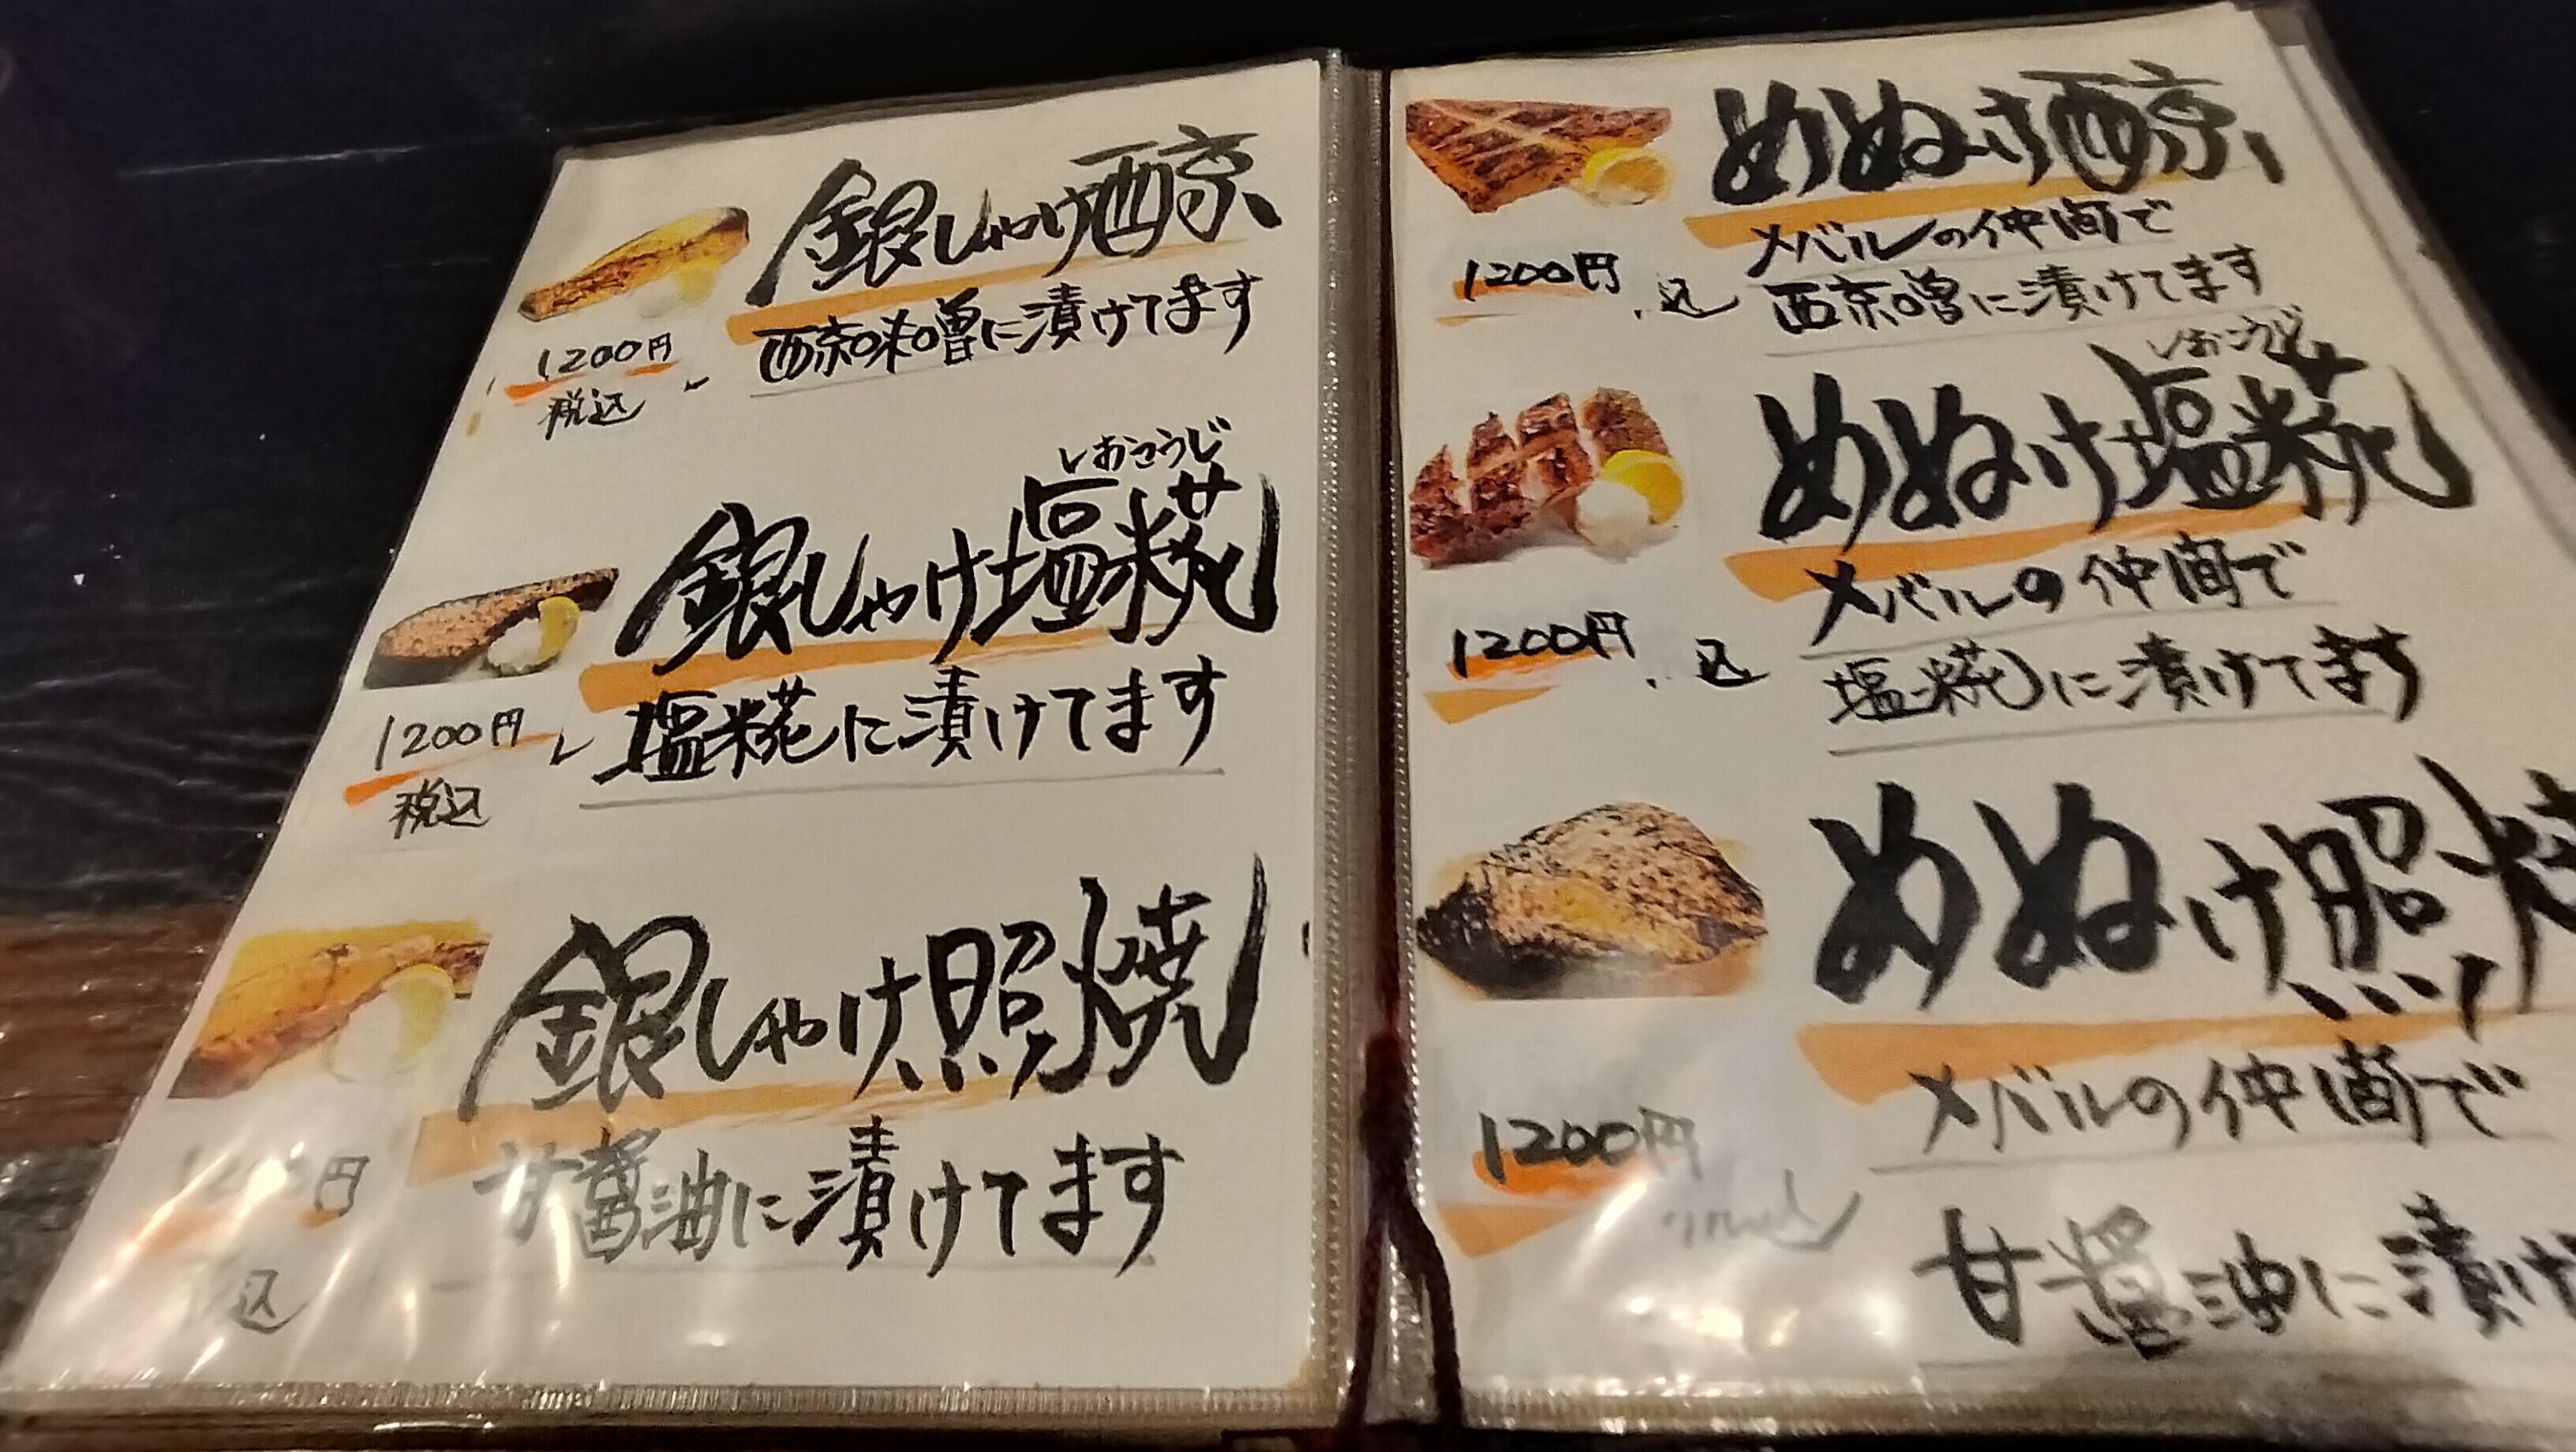 銀しゃけ西京
西京味噌に漬けてます
1200円
税込
しおこうじ
銀しゃけ塩糀
塩糀に漬けてます
1200円
税込
銀しゃけ照焼
甘醤油に漬けてます
円
込
めぬけ西京
メバルの仲間で
西京噌に漬けてます
1200円
込
しおこうじ
めぬけ塩糀
メバルの仲間で
塩糀に漬けてます
1200円
込
めぬけ照焼
メバルの仲間で
甘醤油に漬け
1200円